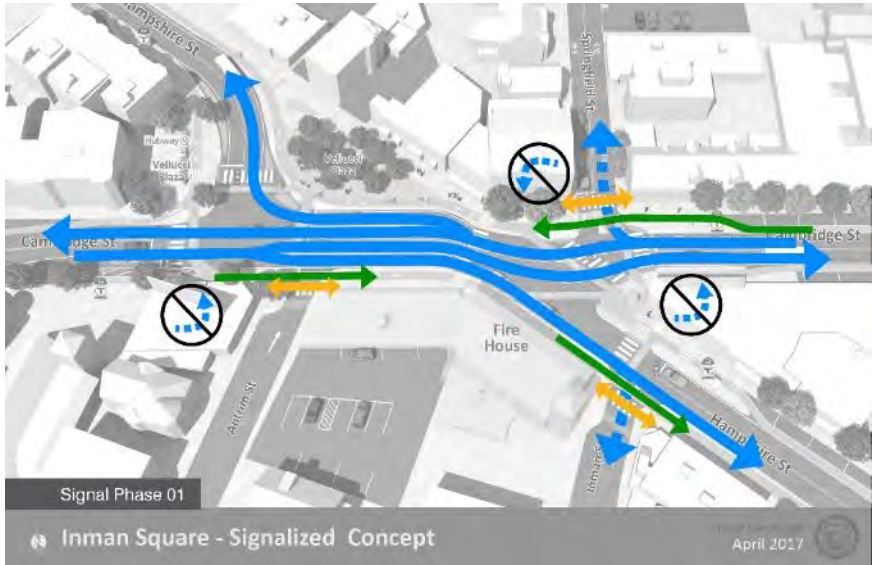 Hampshire St
Springfield St
Hubway
Vellucci
Plaza
Vellucci
Plaza
Cambridge St
Cambridge St
Fire
House
Antrim St
Hampshire St
Inman S
Signal Phase 01
Inman Square - Signalized Concept
April 2017